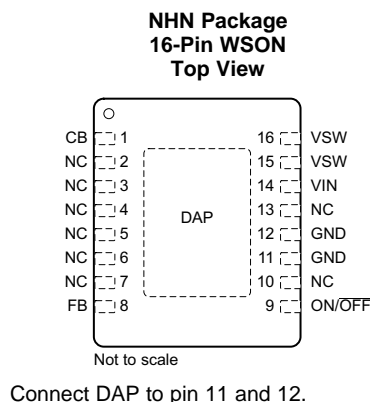 NHN Package
16-Pin WSON
Top View
CB 1 16 VSW
NC 2 15 VSW
NC 3 14 VIN
NC 4 13 NC
DAP
NC 5 12 GND
NC 6 11 GND
NC 7 10 NC
FB 8 9 ON/OFF
Not to scale
Connect DAP to pin 11 and 12.